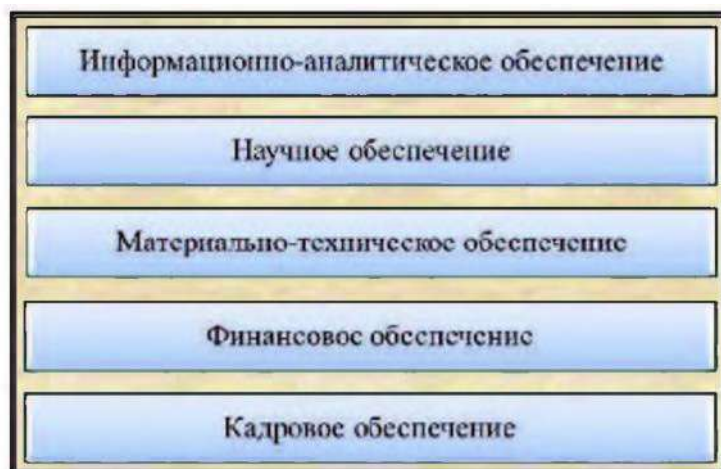 Информационно-аналитическое обеспечение
Научное обеспечение
Материально-техническое обеспечение
Финансовое обеспечение
Кадровое обеспечение